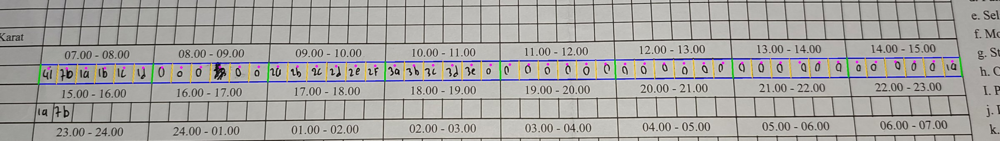 e. Sel
Karat
f. Mo
07.00 - 08.00 08.00 - 09.00 09.00 - 10.00 10.00 - 11.00 11.00 - 12.00 12.00 - 13.00 13.00 - 14.00 14.00 - 15.00
g. St
4i 7b 1a 1b 1c 1d 0 0 0 0 0 2a 2b 2c 2d 2e 2f 3a 3b 3c 3d 3e 0 0 0 0 0 0 0 0 0 0 0 0 0 0 0 0 0 0 0 0 0 0 0 0 1a
h. C
15.00 - 16.00 16.00 - 17.00 17.00 - 18.00 18.00 - 19.00 19.00 - 20.00 20.00 - 21.00 21.00 - 22.00 22.00 - 23.00
I. P
1a 7b
j.
23.00 - 24.00 24.00 - 01.00 01.00 - 02.00 02.00 - 03.00 03.00 - 04.00 04.00 - 05.00 05.00 - 06.00 06.00 - 07.00
k.